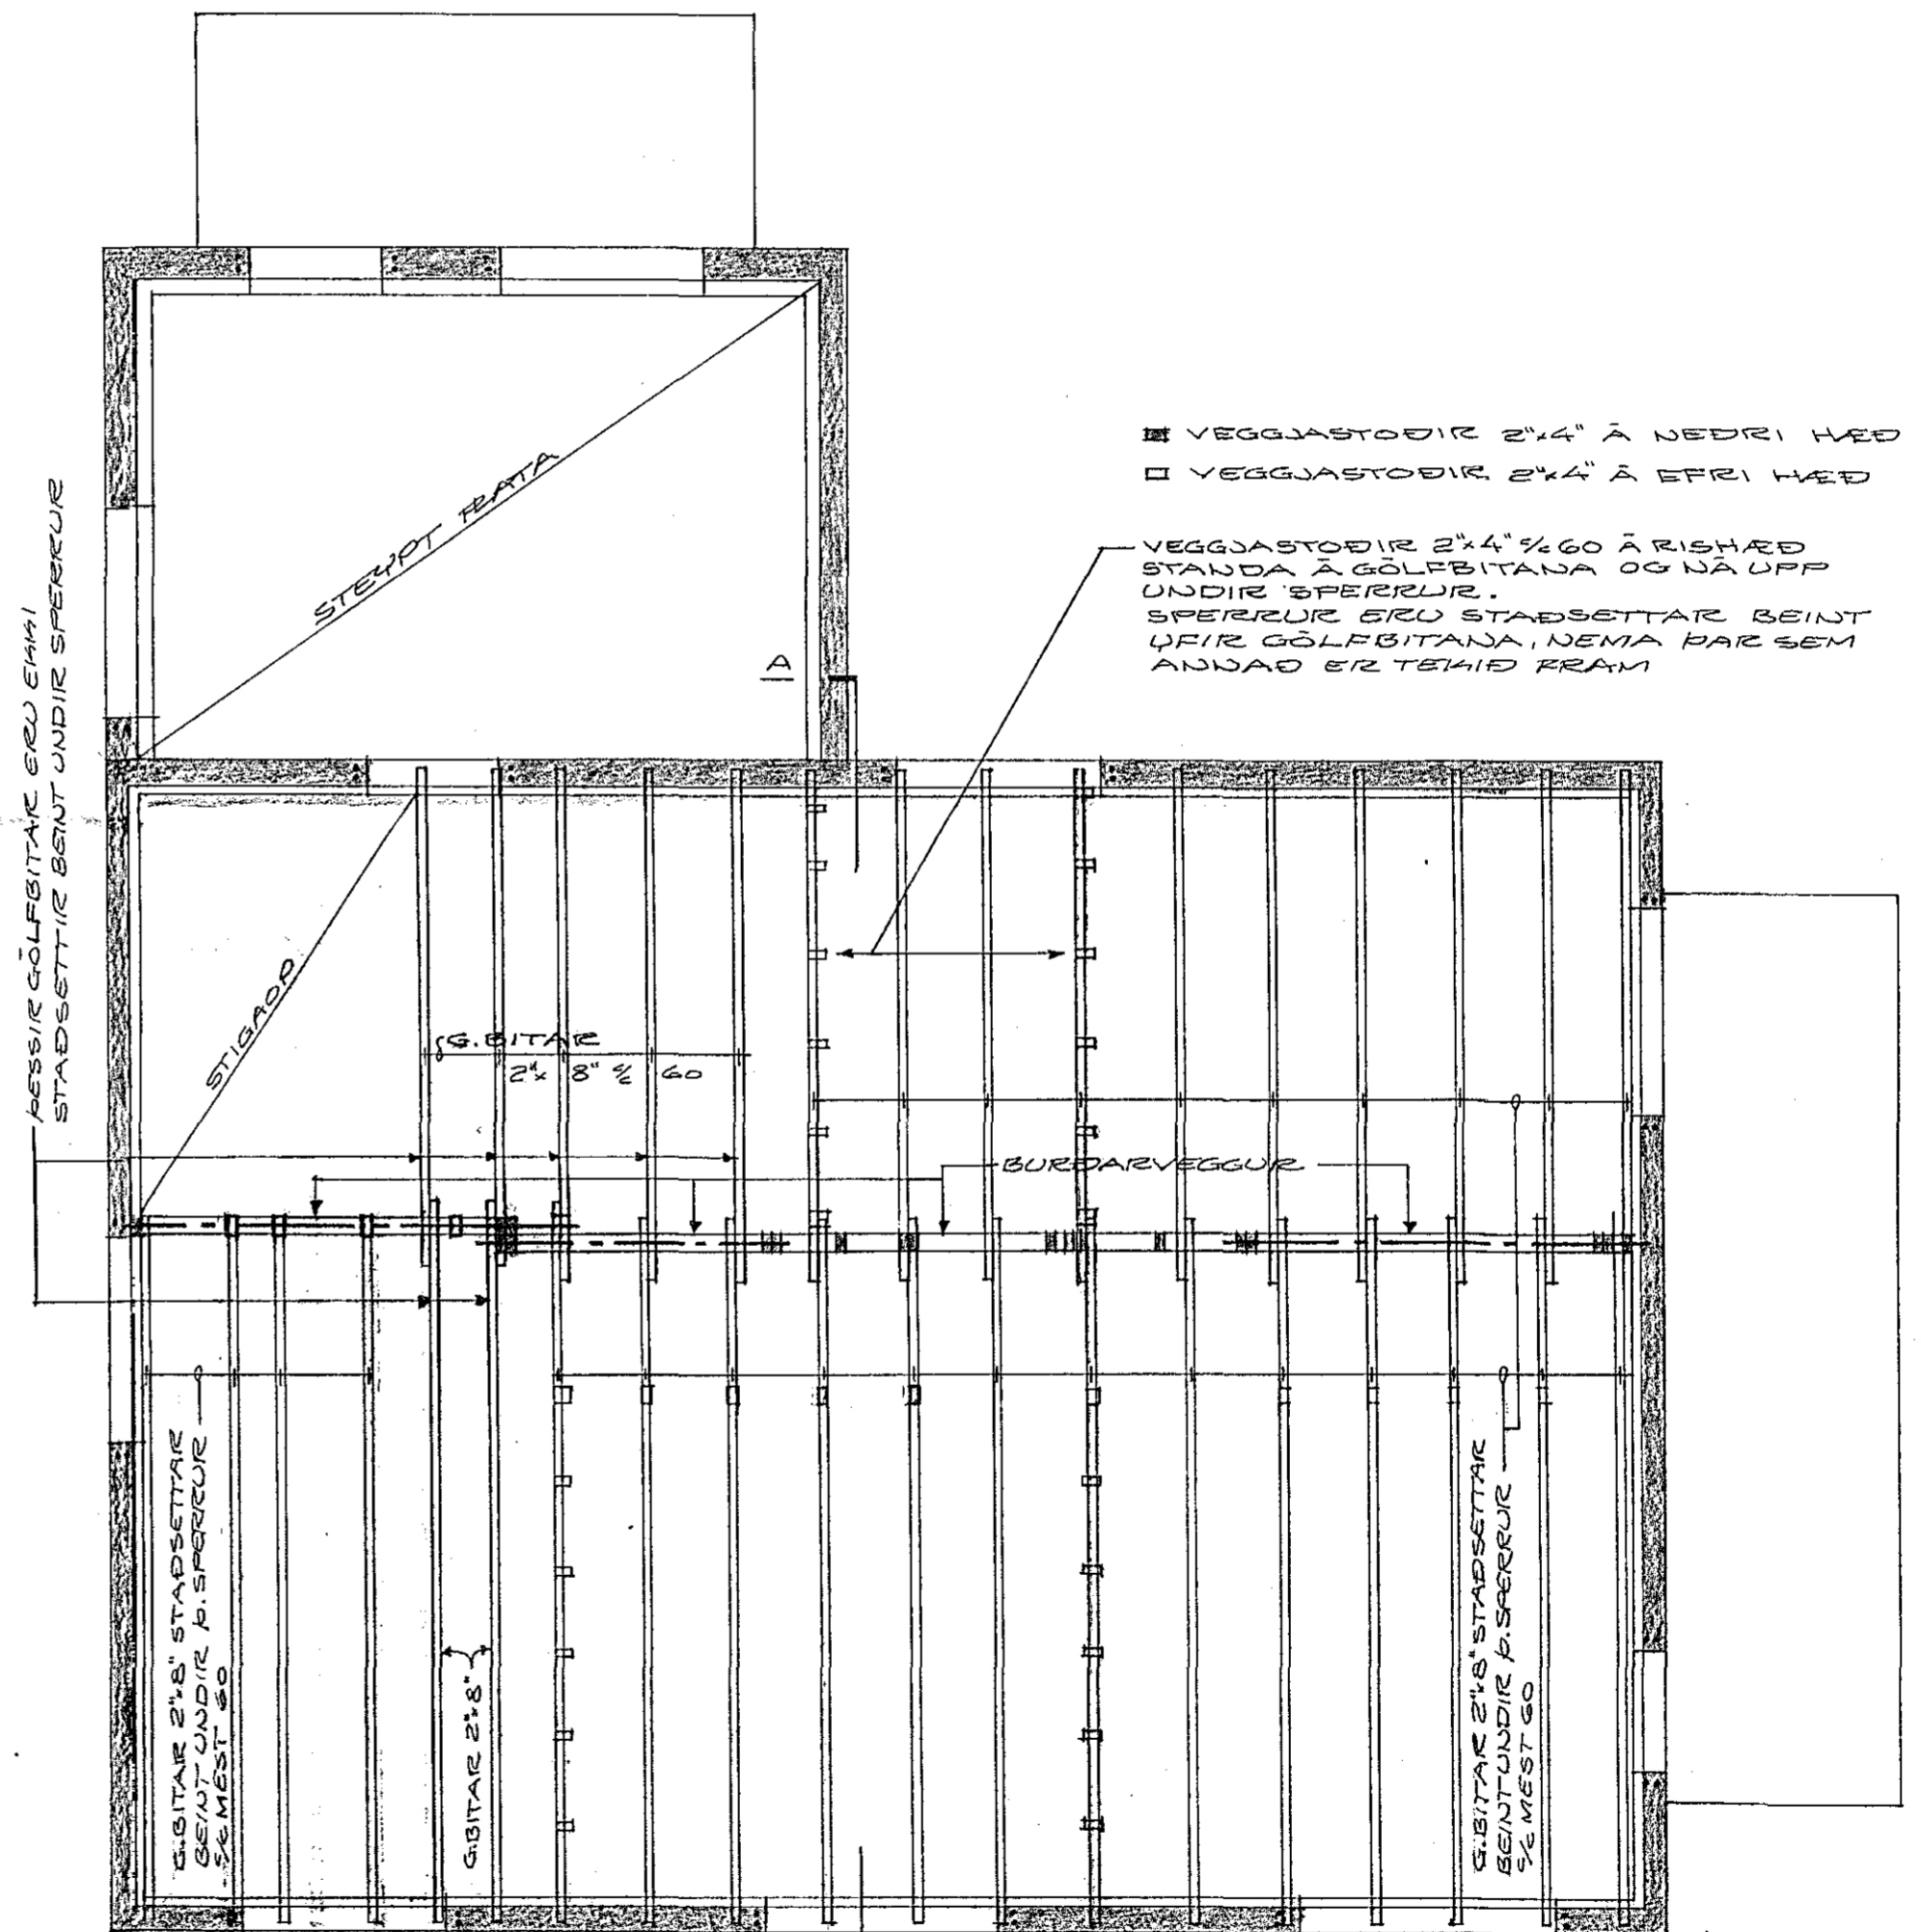 VEGGJASTOÐIR 2"x4" Á NEÐRI HÆÐ
VEGGJASTOÐIR 2"x4" Á EFRI HÆÐ
VEGGJASTOÐIR 2"x4" c/c 60 Á RISHÆÐ
STANDA Á GÓLFBITANA OG NÁ UPP
UNDIR SPERRUR.
SPERRUR ERU STAÐSETTAR BEINT
YFIR GÓLFBITANA, NEMA ÞAR SEM
ANNAÐ ER TEKIÐ FRAM
STEYPT PLATA
A
ÞESSIR GÓLFBITAR ERU EKKI
STAÐSETTIR BEINT UNDIR SPERRUR
STIGAOP
G.BITAR
2"x 8" c/c 60
BURÐARVEGGUR
G.BITAR 2"x8" STAÐSETTAR
BEINT UNDIR Þ.SPERRUR
c/c MEST 60
G.BITAR 2"x8"
G.BITAR 2"x8" STAÐSETTAR
BEINT UNDIR Þ.SPERRUR
c/c MEST 60